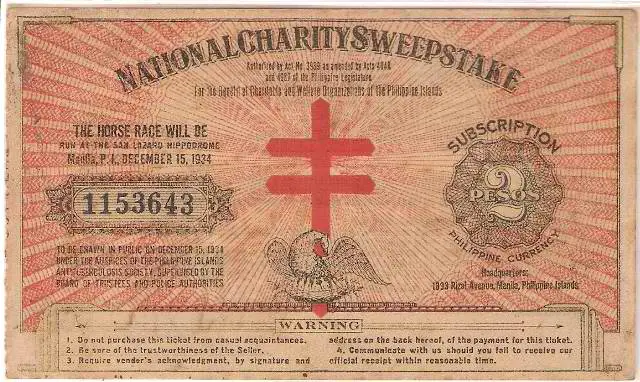 NATIONAL CHARITY SWEEPSTAKE
Authorized by Act No. 3989 as amended by Acts 4048
and 4087 of the Philippine Legislature
For the Benefit of Charitable and Welfare Organizations of the Philippine Islands
THE HORSE RACE WILL BE
RUN AT THE SAN LAZARO HIPPODROME
Manila, P. I., DECEMBER 15, 1934
1153643
TO BE DRAWN IN PUBLIC ON DECEMBER 15, 1934
UNDER THE AUSPICES OF THE PHILIPPINE ISLANDS
ANTI-TUBERCULOSIS SOCIETY, SUPERVISED BY THE
BOARD OF TRUSTEES AND POLICE AUTHORITIES
SUBSCRIPTION
2
PESOS
PHILIPPINE CURRENCY
Headquarters:
1833 Rizal Avenue, Manila, Philippine Islands
WARNING
1. Do not purchase this ticket from casual acquaintances.
2. Be sure of the trustworthiness of the Seller.
3. Require vender's acknowledgment, by signature and
address on the back hereof, of the payment for this ticket.
4. Communicate with us should you fail to receive our
official receipt within reasonable time.